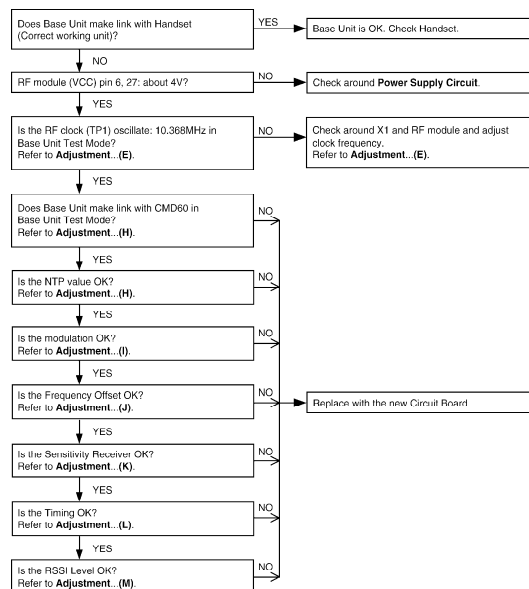 Does Base Unit make link with Handset
(Correct working unit)?
YES
Base Unit is OK. Check Handset.
NO
RF module (VCC) pin 6, 27: about 4V?
NO
Check around Power Supply Circuit.
YES
Is the RF clock (TP1) oscillate: 10.368MHz in
Base Unit Test Mode?
Refer to Adjustment...(E).
NO
Check around X1 and RF module and adjust
clock frequency.
Refer to Adjustment...(E).
YES
Does Base Unit make link with CMD60 in
Base Unit Test Mode?
Refer to Adjustment...(H).
NO
YES
Is the NTP value OK?
Refer to Adjustment...(H).
NO
YES
Is the modulation OK?
Refer to Adjustment...(I).
NO
YES
Is the Frequency Offset OK?
Refer to Adjustment...(J).
NO
Replace with the new Circuit Board
YES
Is the Sensitivity Receiver OK?
Refer to Adjustment...(K).
NO
YES
Is the Timing OK?
Refer to Adjustment...(L).
NO
YES
Is the RSSI Level OK?
Refer to Adjustment...(M).
NO